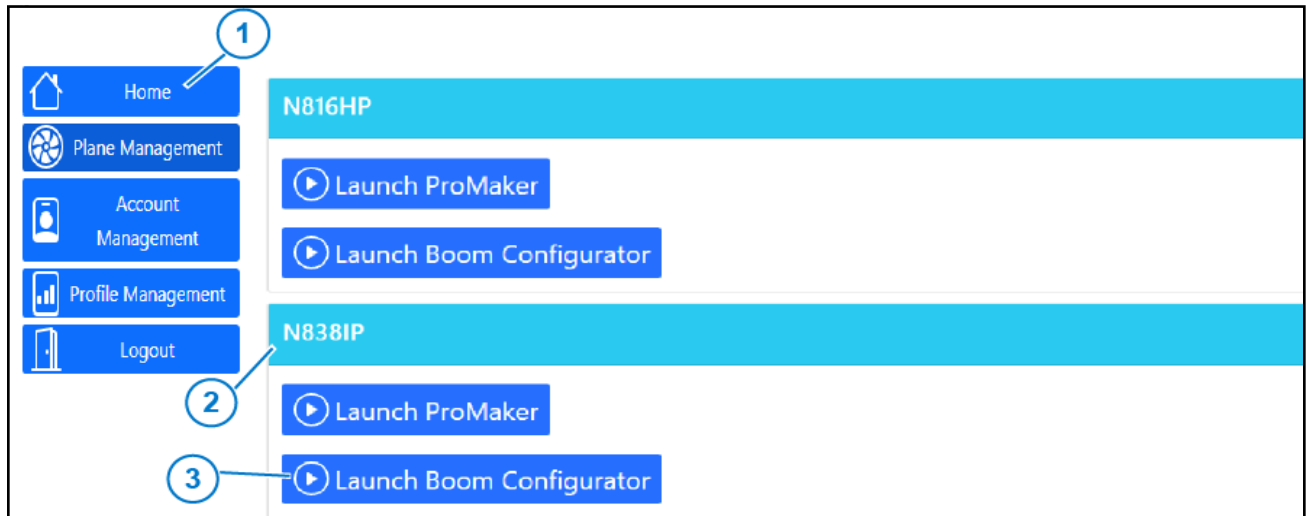 1
Home
Plane Management
Account
Management
Profile Management
Logout
N816HP
Launch ProMaker
Launch Boom Configurator
2
N838IP
Launch ProMaker
3
Launch Boom Configurator